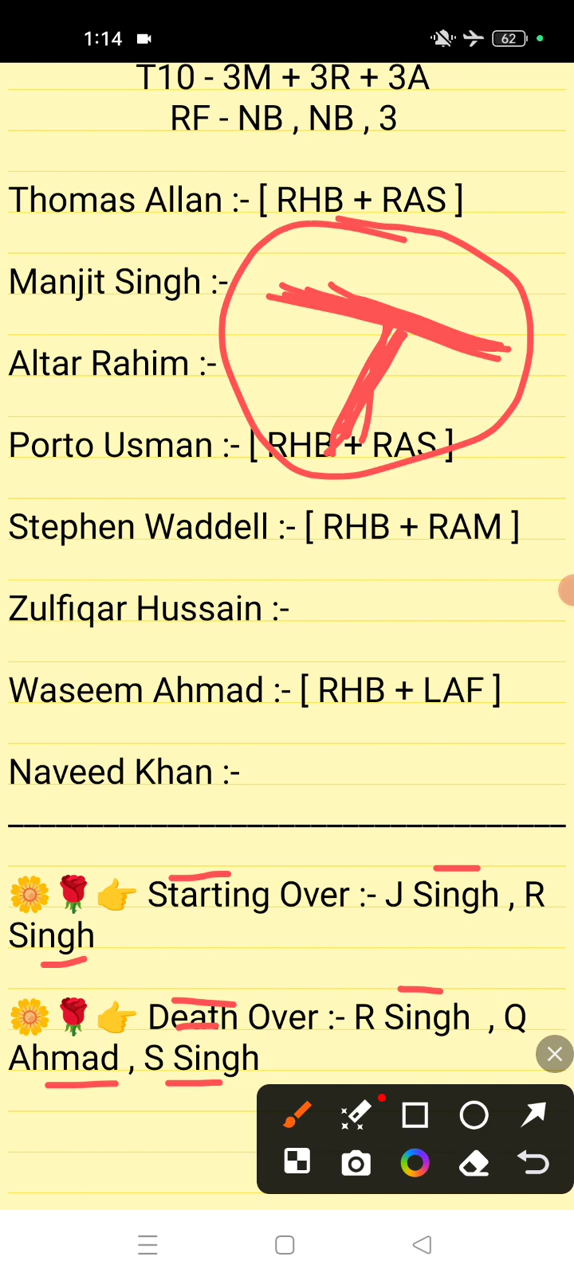 1:14
62
T10 - 3M + 3R + 3A
RF - NB , NB , 3
Thomas Allan :- [ RHB + RAS ]
Manjit Singh :-
Altar Rahim :-
Porto Usman :- [ RHB + RAS ]
Stephen Waddell :- [ RHB + RAM ]
Zulfiqar Hussain :-
Waseem Ahmad :- [ RHB + LAF ]
Naveed Khan :-
🌼🌹👉 Starting Over :- J Singh , R
Singh
🌼🌹👉 Death Over :- R Singh , Q
Ahmad , S Singh